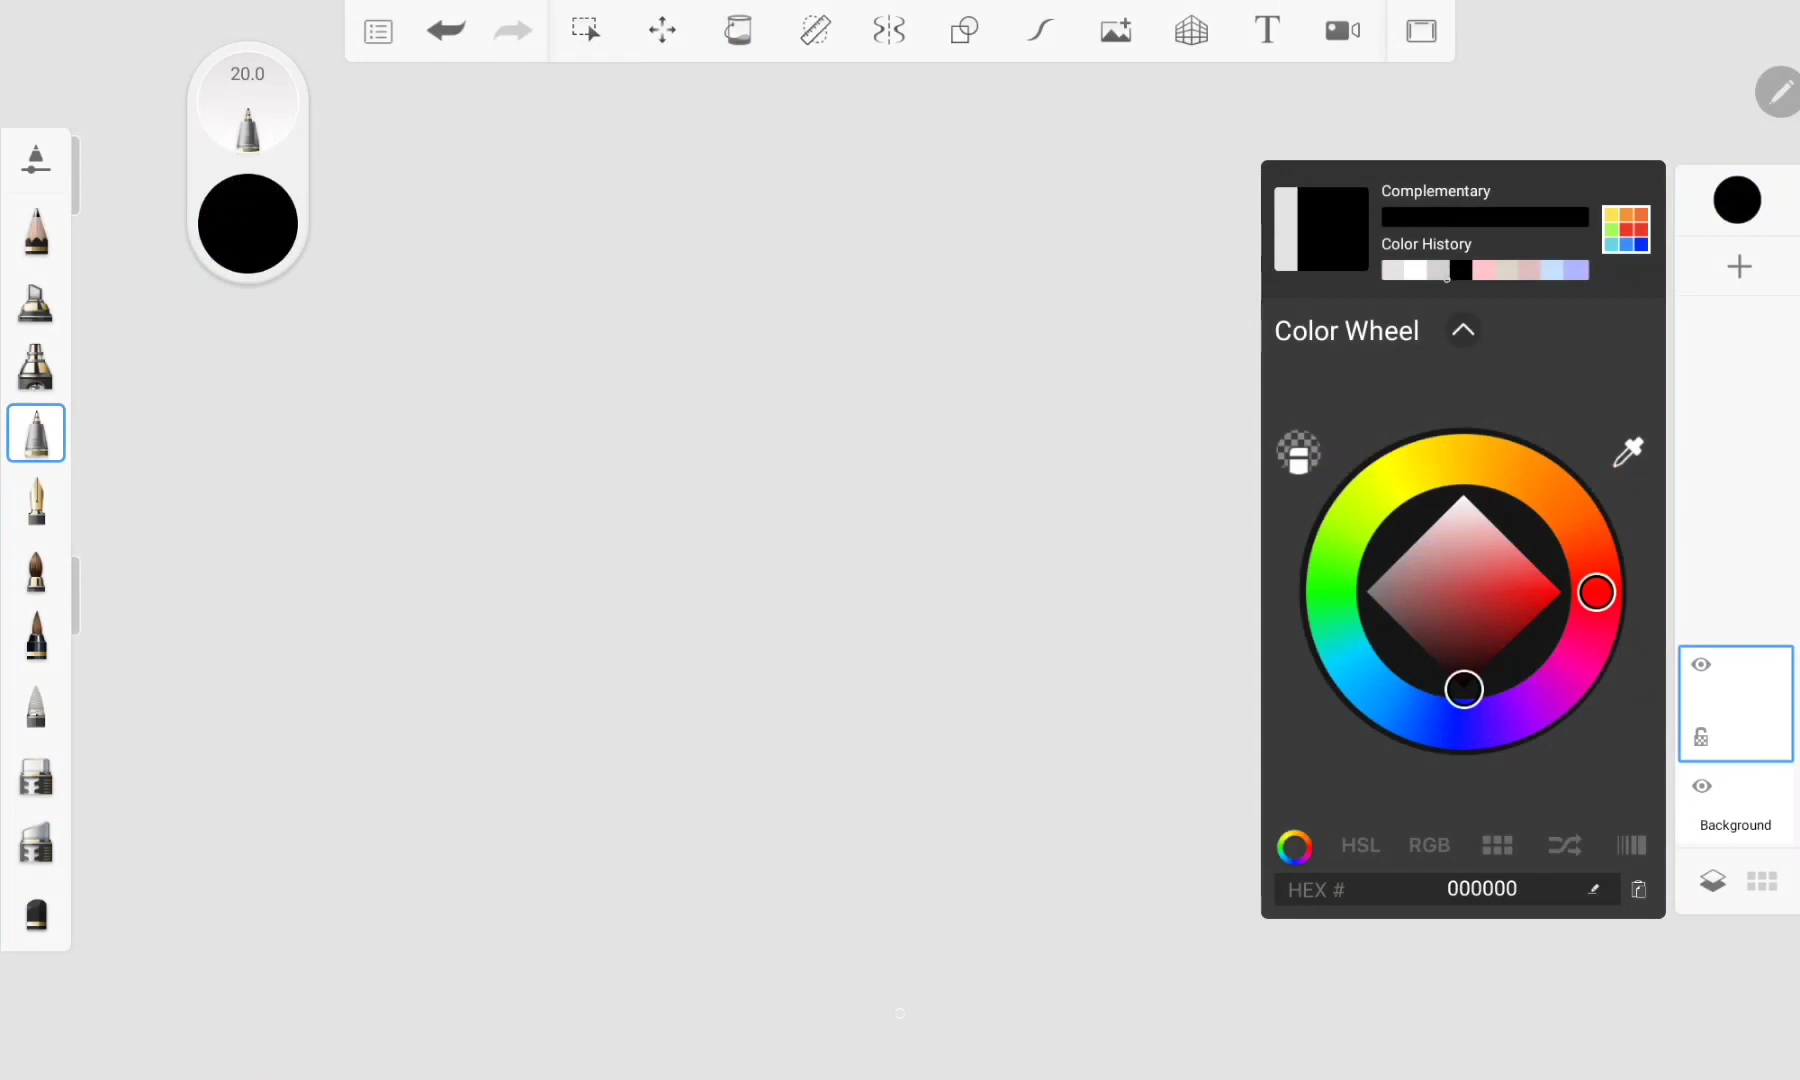 20.0
T
Complementary
Color History
Color Wheel
HSL RGB
HEX # 000000
Background